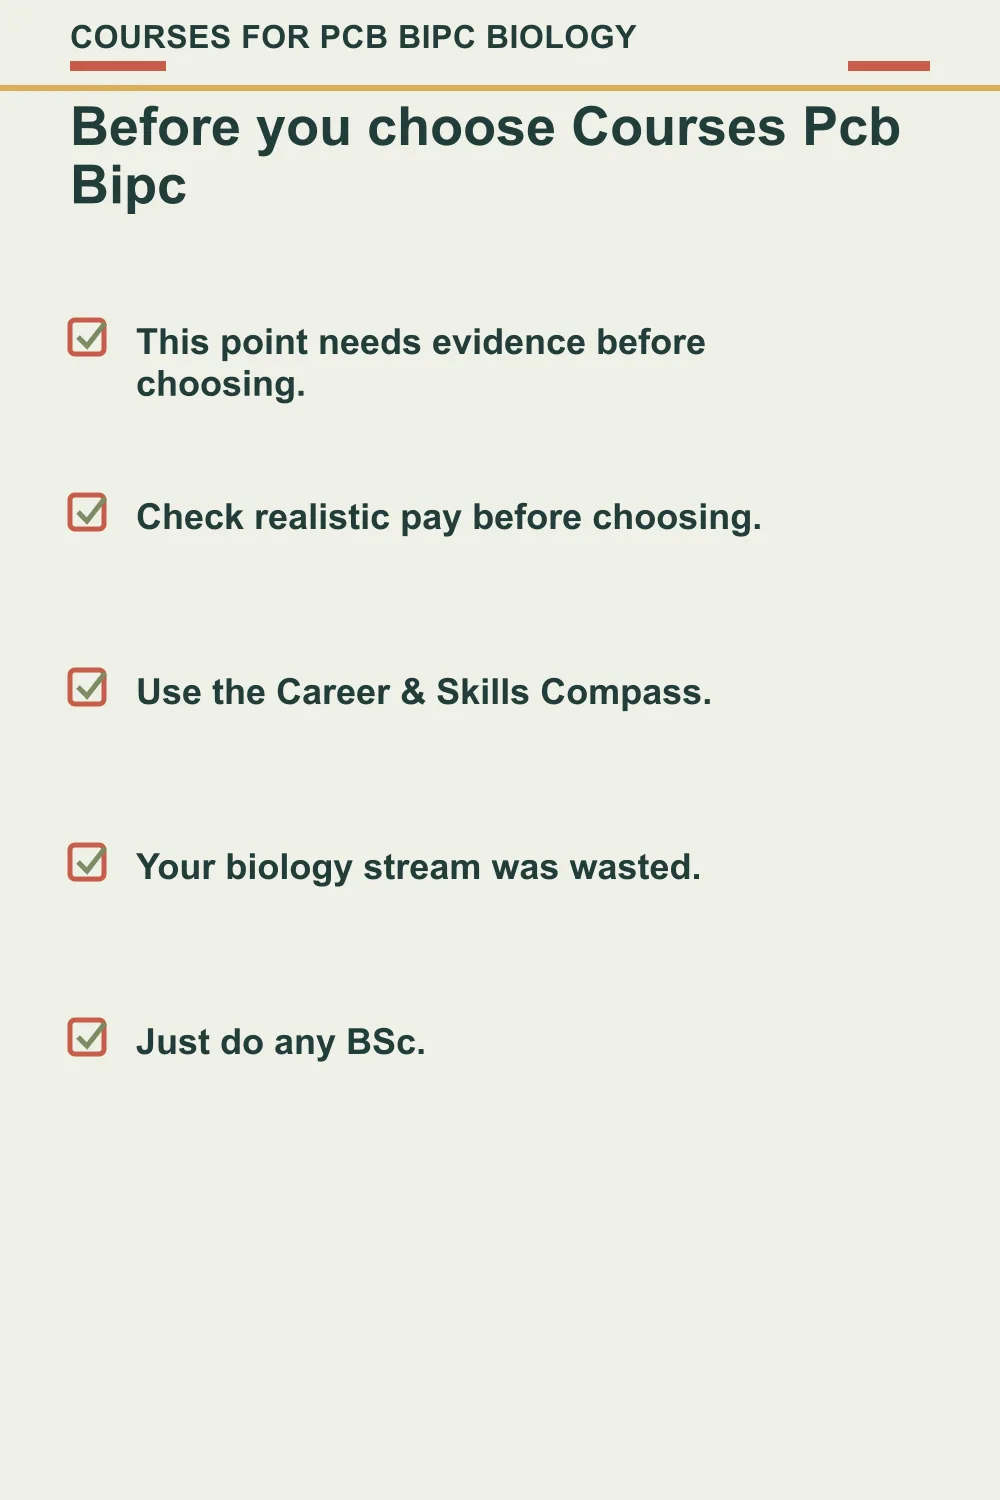 COURSES FOR PCB BIPC BIOLOGY
Before you choose Courses Pcb
Bipc
This point needs evidence before
choosing.
Check realistic pay before choosing.
Use the Career & Skills Compass.
Your biology stream was wasted.
Just do any BSc.